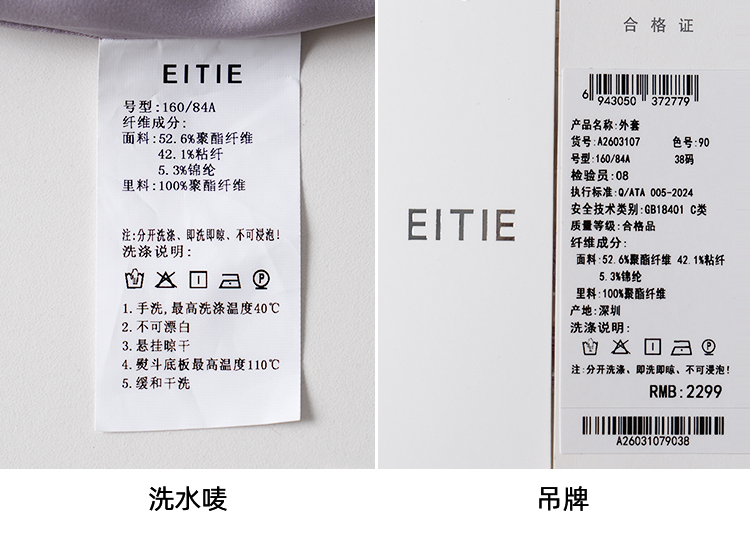 EITIE
号型:160/84A
纤维成分:
面料:52.6%聚酯纤维
42.1%粘纤
5.3%锦纶
里料:100%聚酯纤维
注:分开洗涤、即洗即晾、不可浸泡!
洗涤说明:
1.手洗,最高洗涤温度40℃
2.不可漂白
3.悬挂晾干
4.熨斗底板最高温度110℃
5.缓和干洗
洗水唛
EITIE
合格证
6 943050 372779
产品名称:外套
货号:A2603107 色号:90
号型:160/84A 38码
检验员:08
执行标准:Q/ATA 005-2024
安全技术类别:GB18401 C类
质量等级:合格品
纤维成分:
面料:52.6%聚酯纤维 42.1%粘纤
5.3%锦纶
里料:100%聚酯纤维
产地:深圳
洗涤说明:
注:分开洗涤、即洗即晾、不可浸泡!
RMB:2299
A26031079038
吊牌